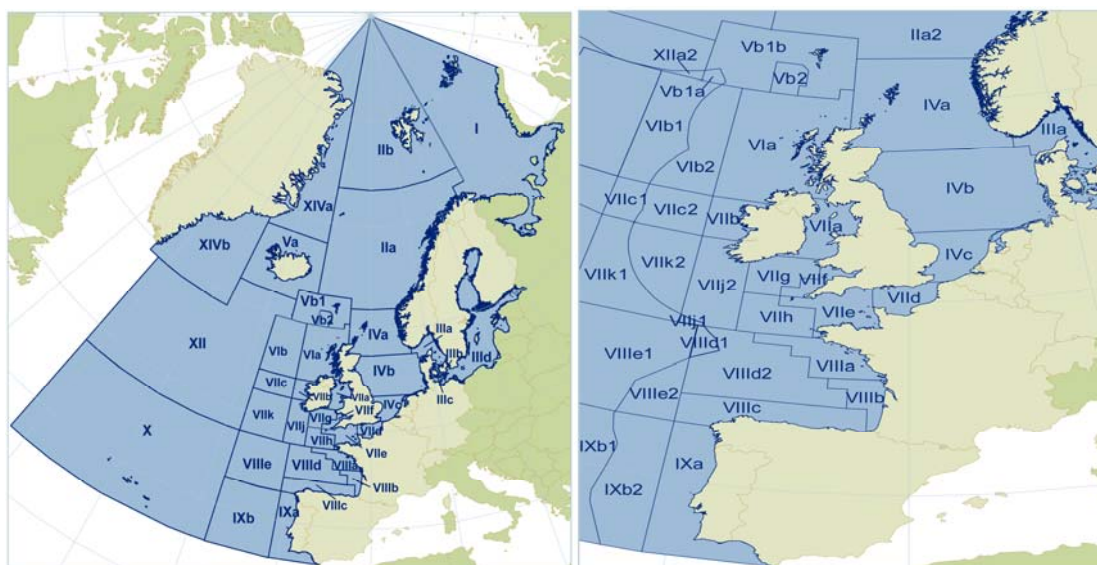 I
IIb
XIVa
IIa
XIVb
Va
Vb1
Vb2
IVa
IIIa
IIIb
IIId
XII
VIb
VIa
IVb
IIIc
VIIc
VIIb
VIIa
VIIf
IVc
VIIk
VIIj
VIIg
VIId
VIIh
VIIe
X
VIIIe
VIIId
VIIIa
VIIIb
VIIIc
IXb
IXa
IIa2
XIIa2
Vb1b
Vb2
Vb1a
IVa
VIb1
IIIa
VIa
VIb2
IVb
VIIc1
VIIc2
VIIb
VIIa
IVc
VIIk1
VIIk2
VIIj2
VIIg
VIIf
VIId
VIIe
VIIh
VIIj1
VIIId1
VIIIe1
VIIId2
VIIIa
VIIIe2
VIIIb
VIIIc
IXb1
IXa
IXb2